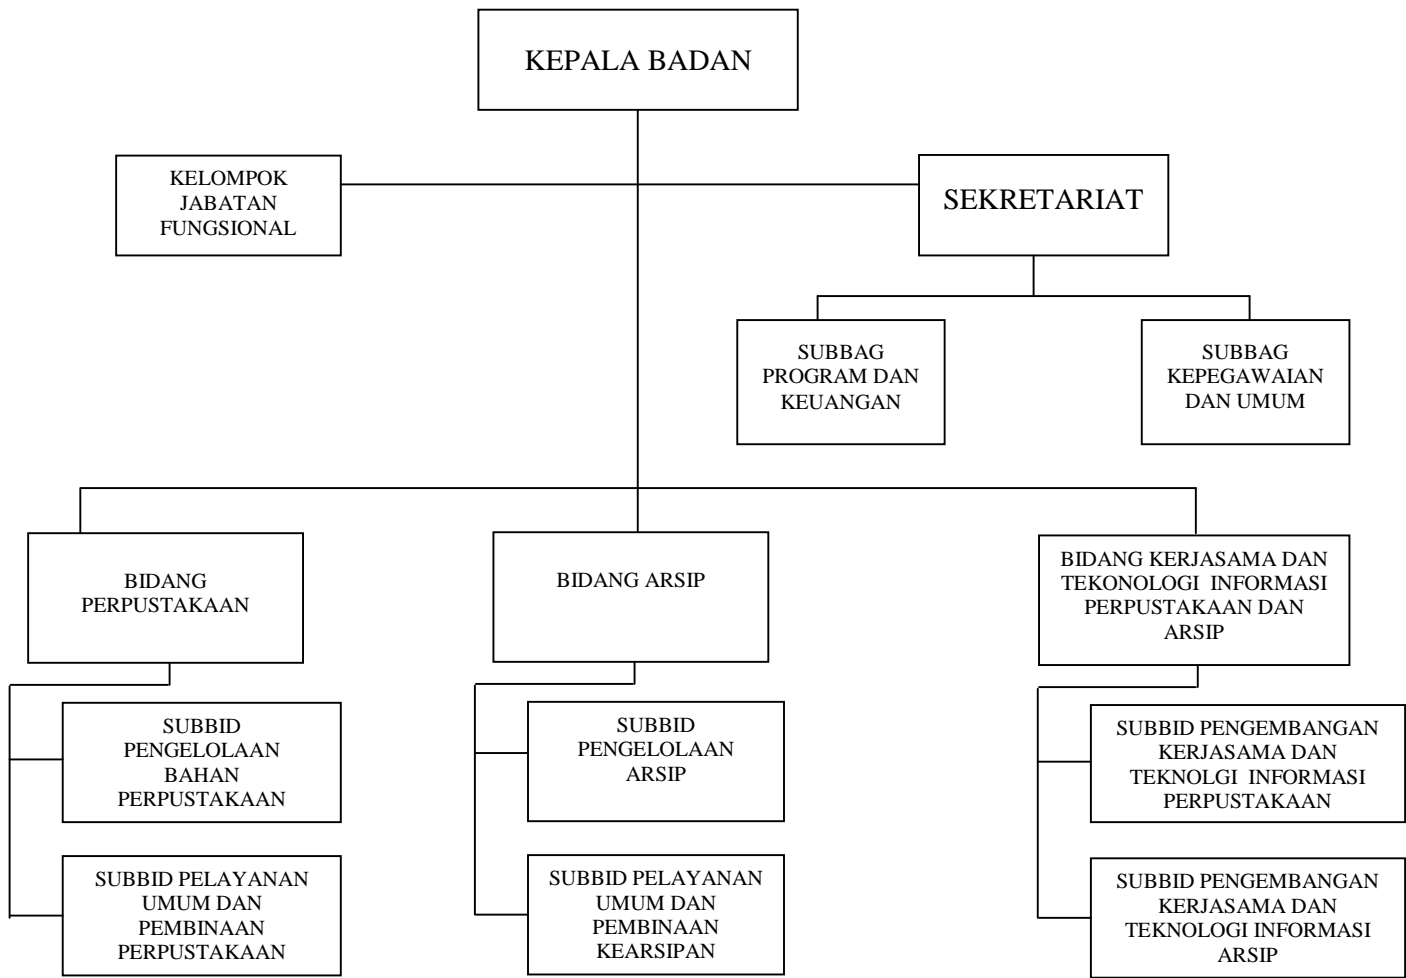 KEPALA BADAN
KELOMPOK
JABATAN
FUNGSIONAL
SEKRETARIAT
SUBBAG
PROGRAM DAN
KEUANGAN
SUBBAG
KEPEGAWAIAN
DAN UMUM
BIDANG
PERPUSTAKAAN
BIDANG ARSIP
BIDANG KERJASAMA DAN
TEKONOLOGI INFORMASI
PERPUSTAKAAN DAN
ARSIP
SUBBID
PENGELOLAAN
BAHAN
PERPUSTAKAAN
SUBBID
PENGELOLAAN
ARSIP
SUBBID PENGEMBANGAN
KERJASAMA DAN
TEKNOLGI INFORMASI
PERPUSTAKAAN
SUBBID PELAYANAN
UMUM DAN
PEMBINAAN
PERPUSTAKAAN
SUBBID PELAYANAN
UMUM DAN
PEMBINAAN
KEARSIPAN
SUBBID PENGEMBANGAN
KERJASAMA DAN
TEKNOLOGI INFORMASI
ARSIP